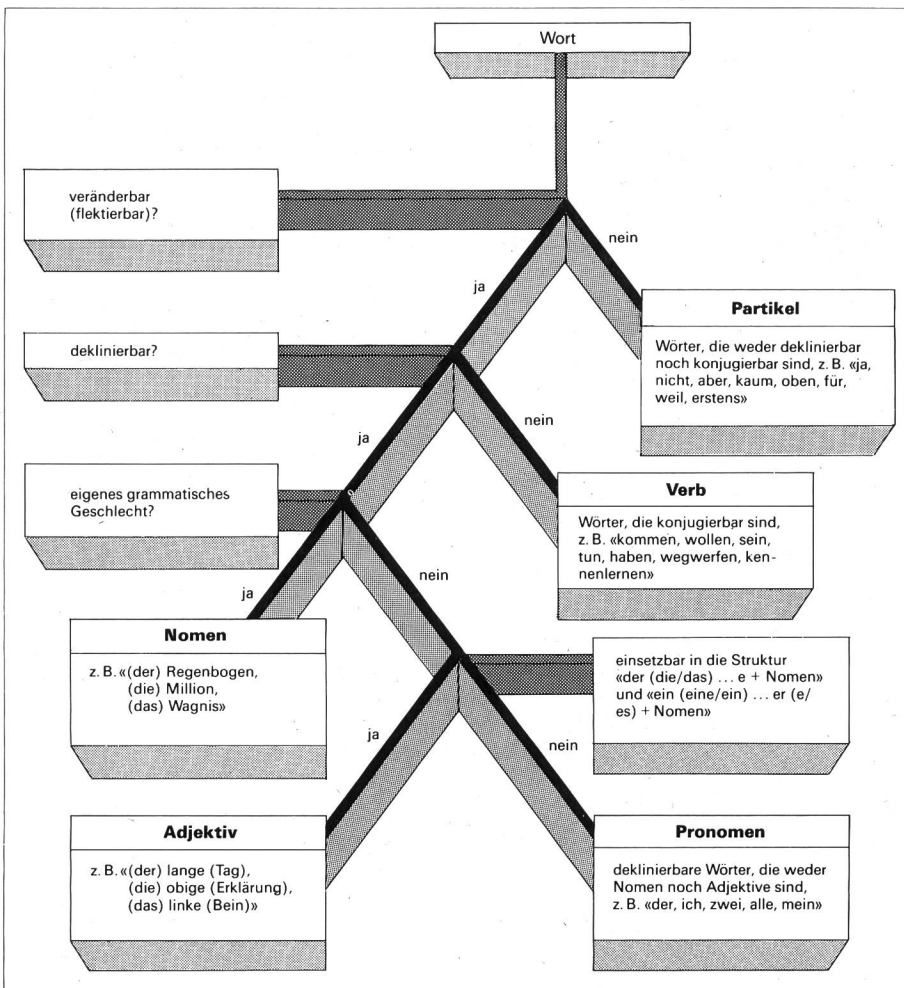 Wort
veränderbar
(flektierbar)?
nein
ja
Partikel
Wörter, die weder deklinierbar
noch konjugierbar sind, z. B. «ja,
nicht, aber, kaum, oben, für,
weil, erstens»
deklinierbar?
nein
ja
Verb
Wörter, die konjugierbar sind,
z. B. «kommen, wollen, sein,
tun, haben, wegwerfen, ken-
nenlernen»
eigenes grammatisches
Geschlecht?
nein
ja
Nomen
z. B. «(der) Regenbogen,
(die) Million,
(das) Wagnis»
einsetzbar in die Struktur
«der (die/das) ... e + Nomen»
und «ein (eine/ein) ... er (e/
es) + Nomen»
ja
nein
Adjektiv
z. B. «(der) lange (Tag),
(die) obige (Erklärung),
(das) linke (Bein)»
Pronomen
deklinierbare Wörter, die weder
Nomen noch Adjektive sind,
z. B. «der, ich, zwei, alle, mein»